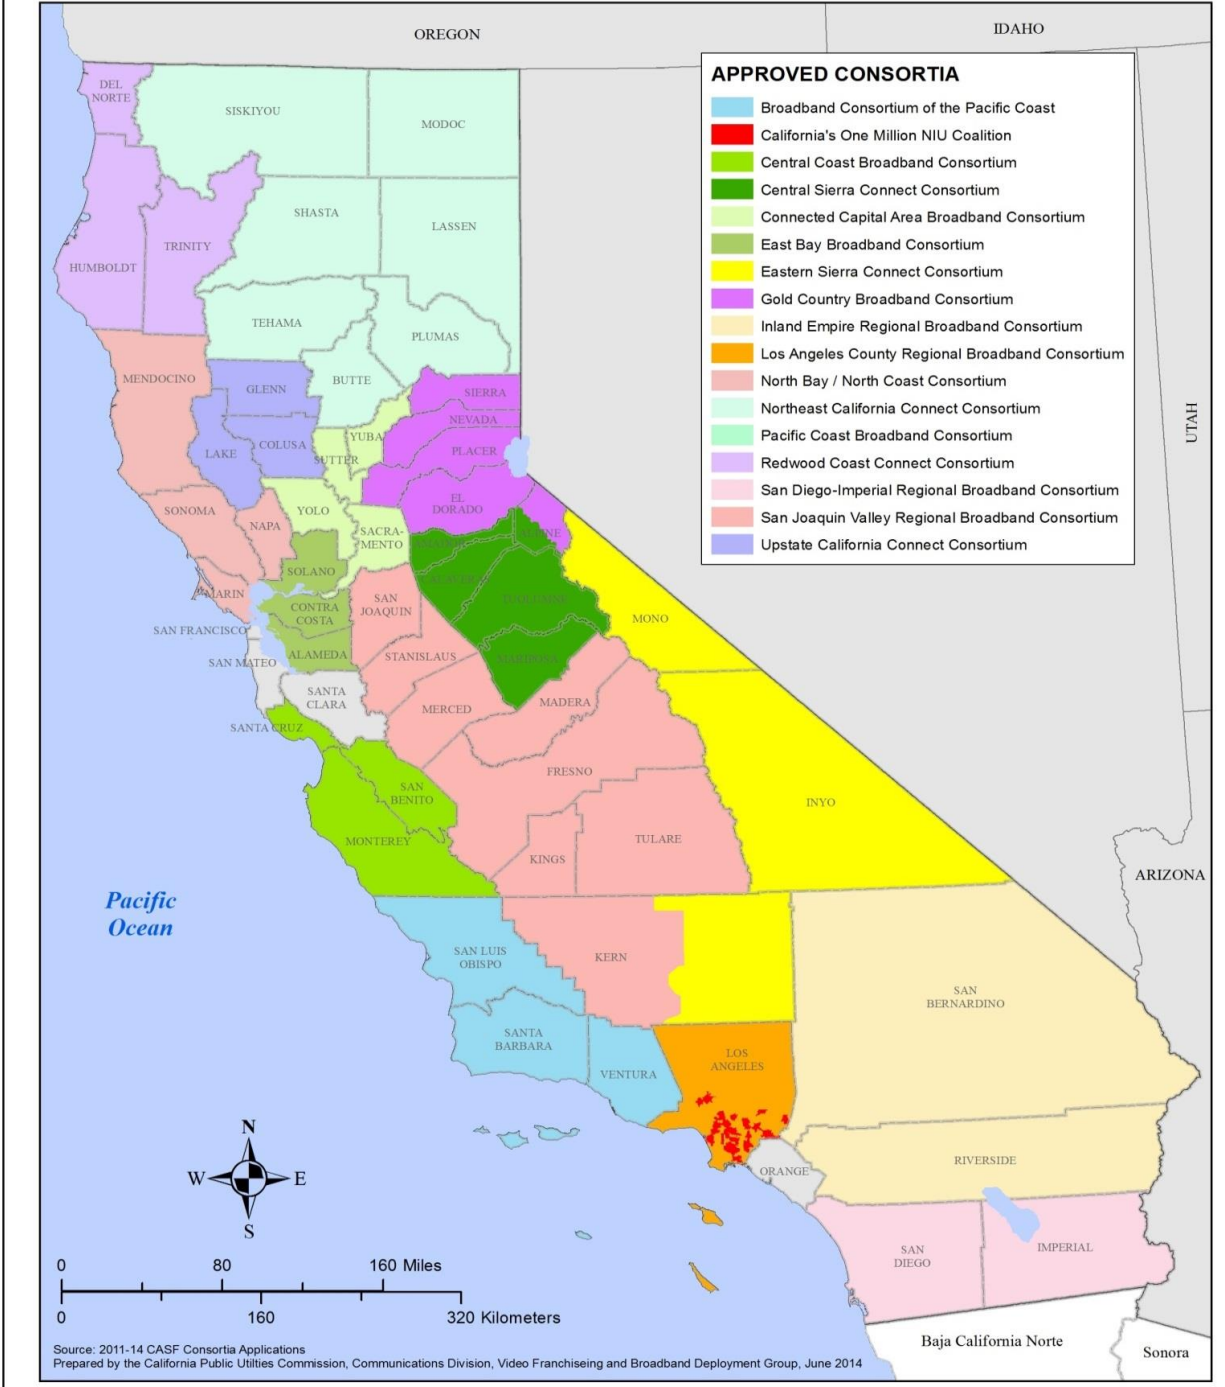 OREGON
IDAHO
APPROVED CONSORTIA
Broadband Consortium of the Pacific Coast
California's One Million NIU Coalition
Central Coast Broadband Consortium
Central Sierra Connect Consortium
Connected Capital Area Broadband Consortium
East Bay Broadband Consortium
Eastern Sierra Connect Consortium
Gold Country Broadband Consortium
Inland Empire Regional Broadband Consortium
Los Angeles County Regional Broadband Consortium
North Bay / North Coast Consortium
Northeast California Connect Consortium
Pacific Coast Broadband Consortium
Redwood Coast Connect Consortium
San Diego-Imperial Regional Broadband Consortium
San Joaquin Valley Regional Broadband Consortium
Upstate California Connect Consortium
DEL
NORTE
SISKIYOU
MODOC
SHASTA
LASSEN
TRINITY
HUMBOLDT
TEHAMA
PLUMAS
MENDOCINO
GLENN
BUTTE
SIERRA
NEVADA
YUBA
COLUSA
LAKE
SUTTER
PLACER
UTAH
EL
DORADO
SONOMA
NAPA
YOLO
SACRA-
MENTO
AMADOR
ALPINE
SOLANO
CALAVERAS
TUOLUMNE
MARIN
CONTRA
COSTA
SAN
JOAQUIN
MONO
SAN FRANCISCO
ALAMEDA
STANISLAUS
MARIPOSA
SAN MATEO
SANTA
CLARA
MERCED
MADERA
SANTA CRUZ
FRESNO
SAN
BENITO
INYO
MONTEREY
KINGS
TULARE
ARIZONA
Pacific
Ocean
SAN LUIS
OBISPO
KERN
SAN
BERNARDINO
SANTA
BARBARA
VENTURA
LOS
ANGELES
ORANGE
RIVERSIDE
N
W
E
S
SAN
DIEGO
IMPERIAL
0
80
160 Miles
0
160
320 Kilometers
Baja California Norte
Sonora
Source: 2011-14 CASF Consortia Applications
Prepared by the California Public Utilties Commission, Communications Division, Video Franchiseing and Broadband Deployment Group, June 2014